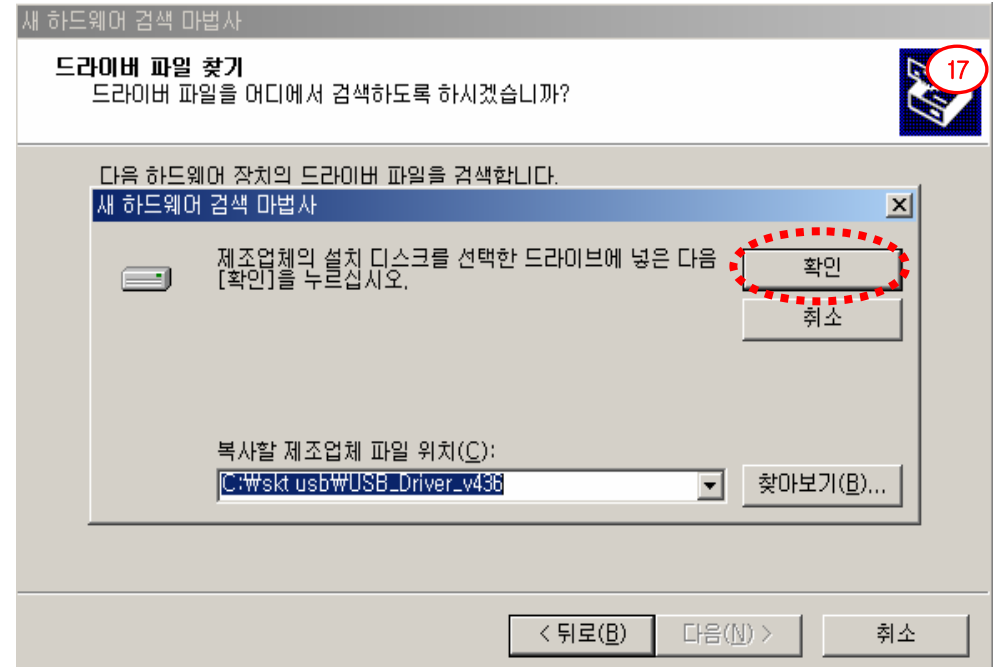 새 하드웨어 검색 마법사
드라이버 파일 찾기
드라이버 파일을 어디에서 검색하도록 하시겠습니까?
17
다음 하드웨어 장치의 드라이버 파일을 검색합니다.
새 하드웨어 검색 마법사
제조업체의 설치 디스크를 선택한 드라이브에 넣은 다음
[확인]을 누르십시오.
확인
취소
복사할 제조업체 파일 위치(C):
C:₩skt usb₩USB_Driver_v436
찾아보기(B)...
< 뒤로(B)
다음(N) >
취소